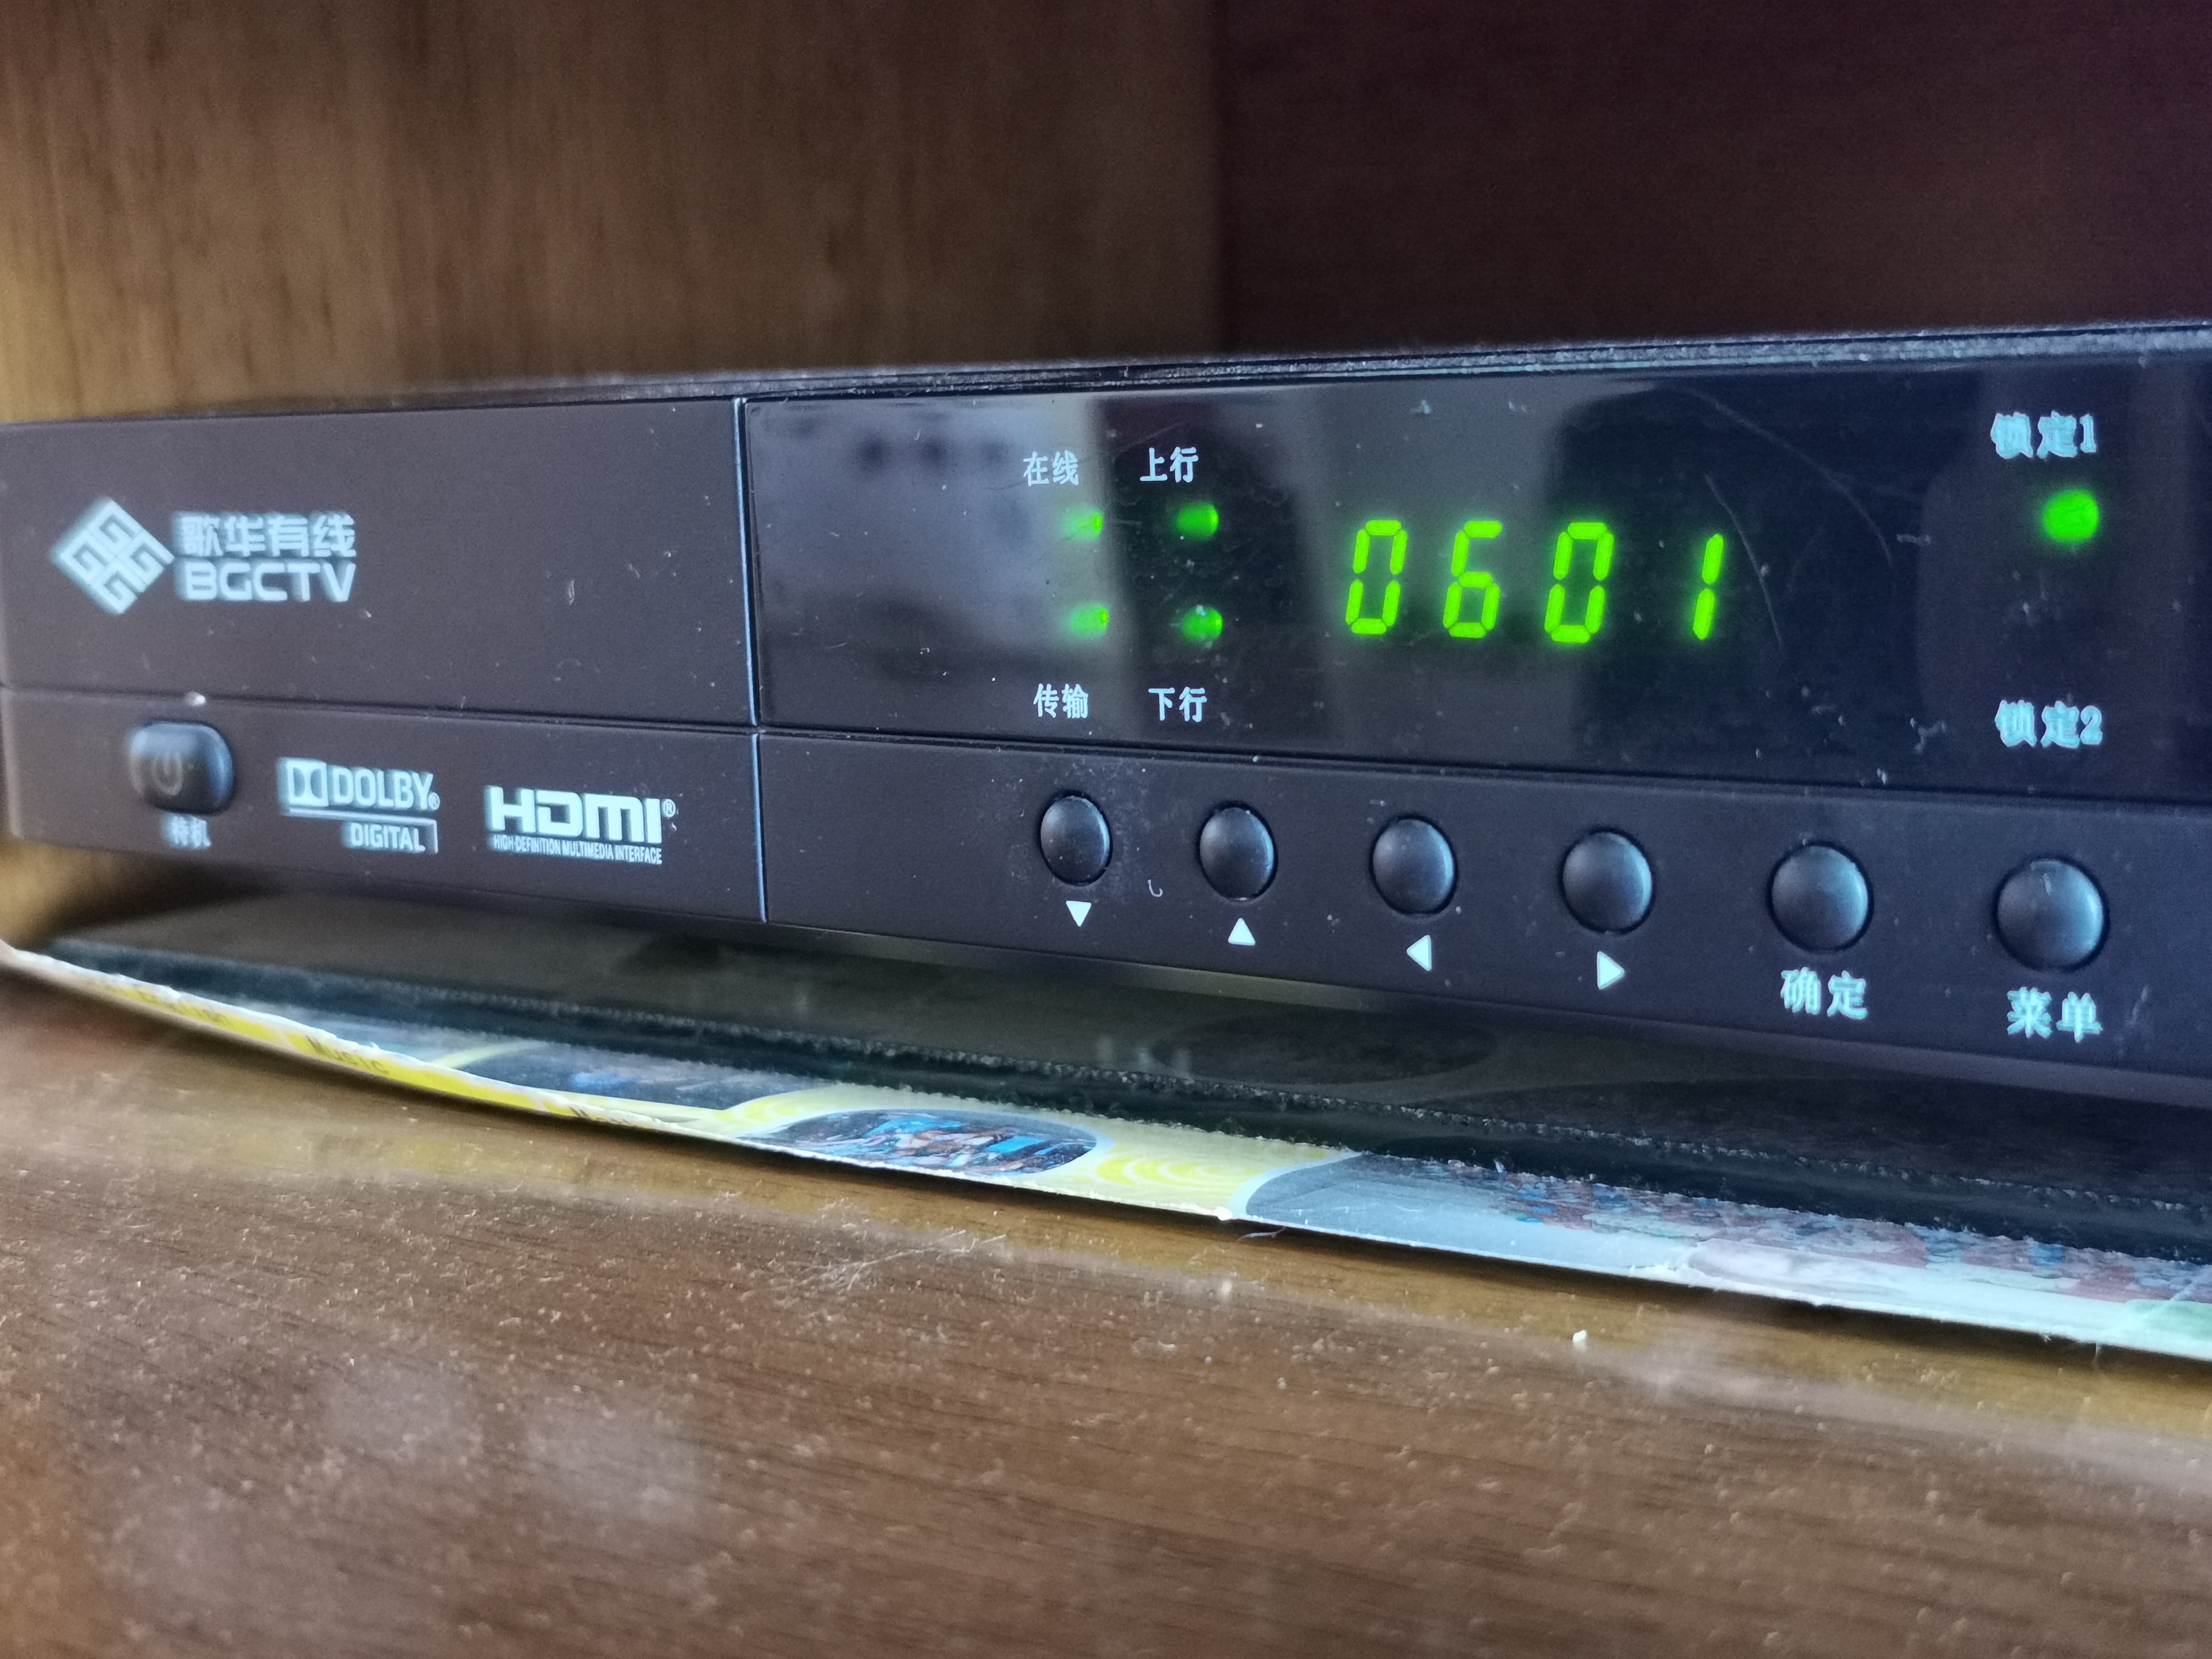 歌华有线
BGCTV
在线 上行
0601
锁定1
传输 下行
锁定2
待机
DOLBY®
DIGITAL
HDMI®
HIGH-DEFINITION MULTIMEDIA INTERFACE
确定
菜单
Music